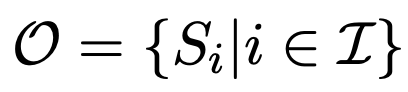 𝒪 = {Sᵢ|i ∈ ℐ}